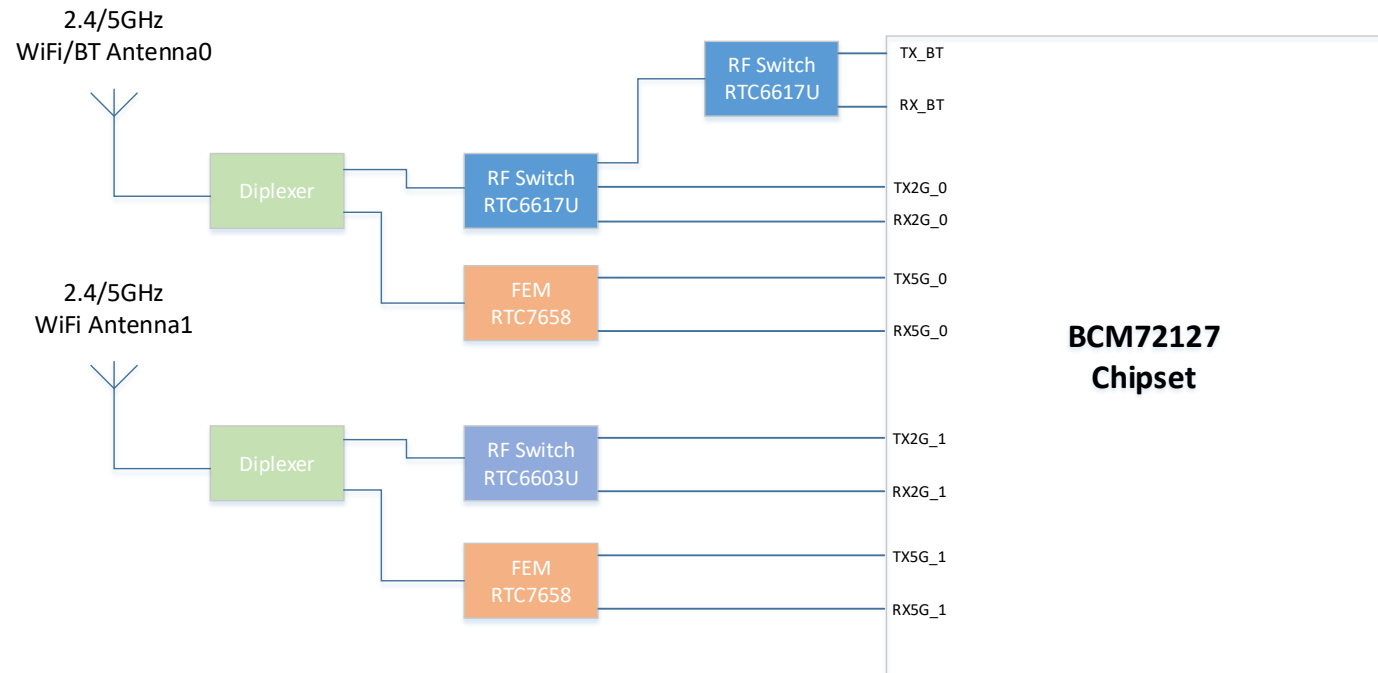 2.4/5GHz
WiFi/BT Antenna0
RF Switch
RTC6617U
TX_BT
RX_BT
Diplexer
RF Switch
RTC6617U
TX2G_0
RX2G_0
FEM
RTC7658
TX5G_0
RX5G_0
2.4/5GHz
WiFi Antenna1
BCM72127
Chipset
Diplexer
RF Switch
RTC6603U
TX2G_1
RX2G_1
FEM
RTC7658
TX5G_1
RX5G_1